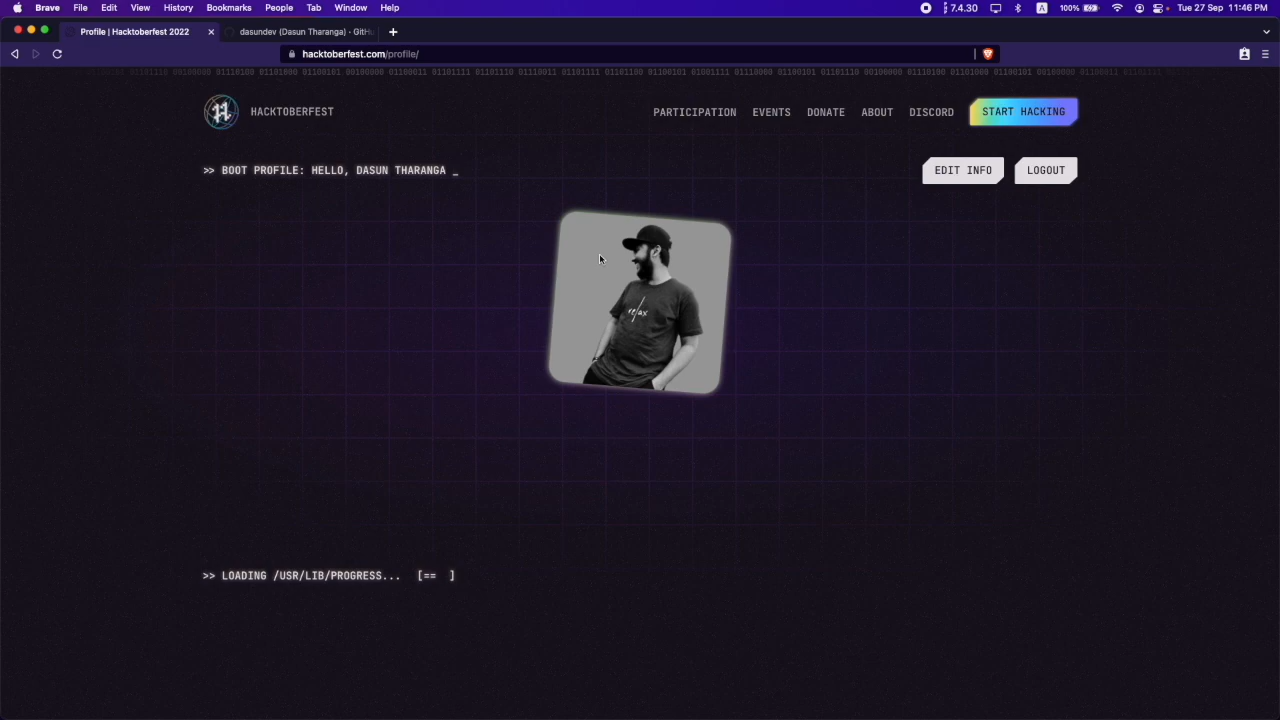 Brave File Edit View History Bookmarks People Tab Window Help 7.4.30 A 100% Tue 27 Sep 11:46 PM
Profile | Hacktoberfest 2022 dasundev (Dasun Tharanga) · GitH
hacktoberfest.com/profile/
HACKTOBERFEST PARTICIPATION EVENTS DONATE ABOUT DISCORD START HACKING
>> BOOT PROFILE: HELLO, DASUN THARANGA _ EDIT INFO LOGOUT
relax
>> LOADING /USR/LIB/PROGRESS... [== ]